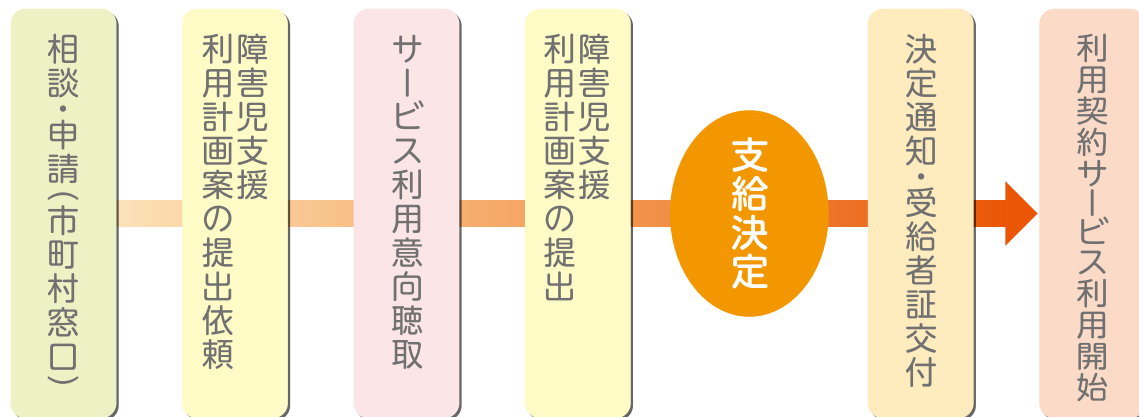 相談・申請(市町村窓口)
障害児支援
利用計画案の提出依頼
サービス利用意向聴取
障害児支援
利用計画案の提出
支給決定
決定通知・受給者証交付
利用契約サービス利用開始